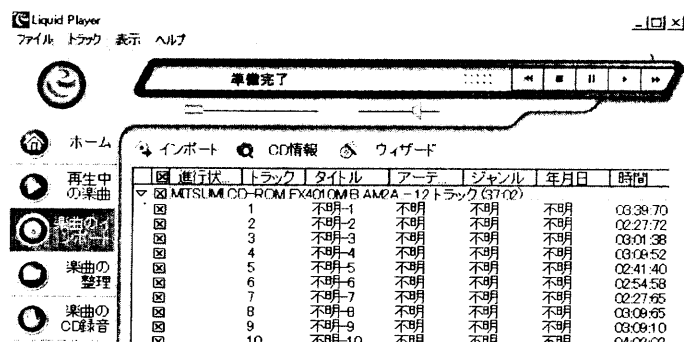 Liquid Player
ファイル トラック 表示 ヘルプ
準備完了
ホーム
インポート CD情報 ウィザード
再生中の楽曲
楽曲の整理
楽曲のCD録音
進行状... トラック タイトル アーテ... ジャンル 年月日 時間
MITSUMI CD-ROM FX4010M!B AM2A - 12 トラック (37:02)
1 不明-1 不明 不明 不明 03:39:70
2 不明-2 不明 不明 不明 02:27:72
3 不明-3 不明 不明 不明 03:01:38
4 不明-4 不明 不明 不明 03:09:52
5 不明-5 不明 不明 不明 02:41:40
6 不明-6 不明 不明 不明 02:54:58
7 不明-7 不明 不明 不明 02:27:65
8 不明-8 不明 不明 不明 03:09:65
9 不明-9 不明 不明 不明 03:09:10
10 不明-10 不明 不明 不明